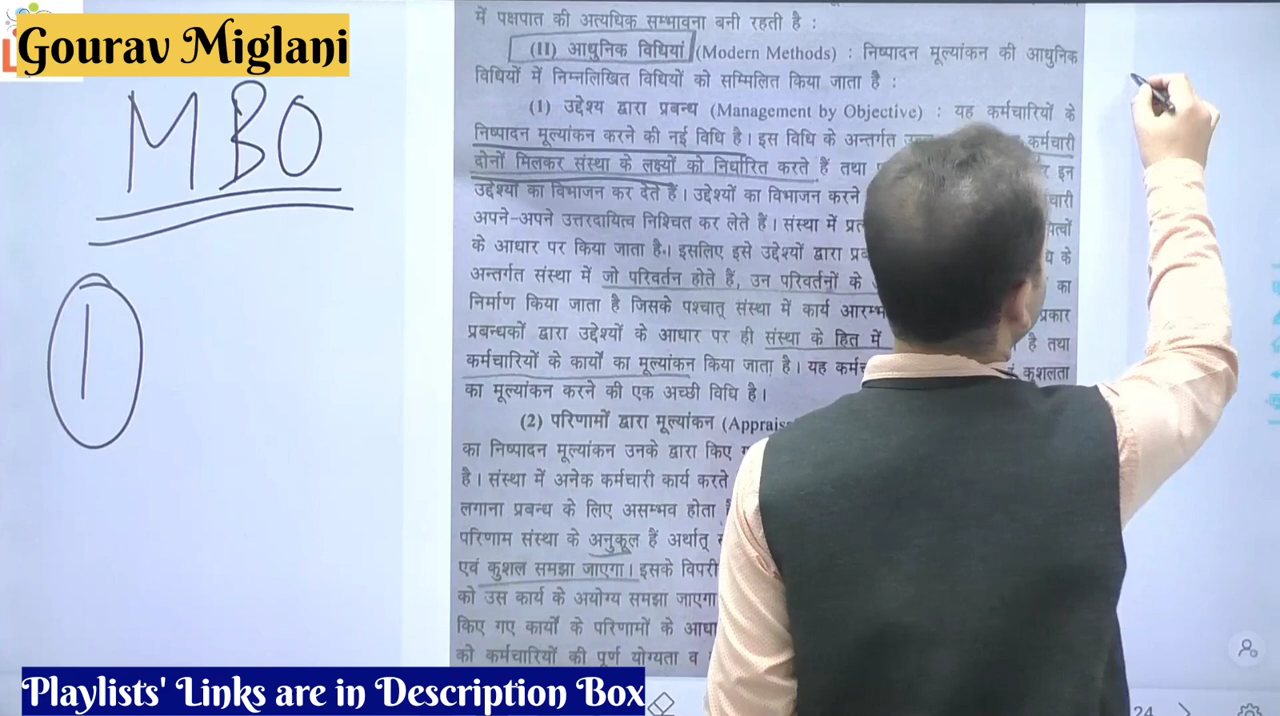 Gourav Miglani
MBO
1
में पक्षपात की अत्यधिक सम्भावना बनी रहती है :
(II) आधुनिक विधियां (Modern Methods) : निष्पादन मूल्यांकन की आधुनिक
विधियों में निम्नलिखित विधियों को सम्मिलित किया जाता है :
(1) उद्देश्य द्वारा प्रबन्ध (Management by Objective) : यह कर्मचारियों के
निष्पादन मूल्यांकन करने की नई विधि है। इस विधि के अन्तर्गत कर्मचारी
दोनों मिलकर संस्था के लक्ष्यों को निर्धारित करते हैं तथा इन
उद्देश्यों का विभाजन कर देते हैं। उद्देश्यों का विभाजन करने
अपने-अपने उत्तरदायित्व निश्चित कर लेते हैं। संस्था में
के आधार पर किया जाता है। इसलिए इसे उद्देश्यों द्वारा के
अन्तर्गत संस्था में जो परिवर्तन होते हैं, उन परिवर्तनों के का
निर्माण किया जाता है जिसके पश्चात् संस्था में कार्य प्रकार
प्रबन्धकों द्वारा उद्देश्यों के आधार पर ही संस्था के हित में है तथा
कर्मचारियों के कार्यों का मूल्यांकन किया जाता है। यह कुशलता
का मूल्यांकन करने की एक अच्छी विधि है।
(2) परिणामों द्वारा मूल्यांकन
का निष्पादन मूल्यांकन उनके द्वारा किए
है। संस्था में अनेक कर्मचारी कार्य करते
लगाना प्रबन्ध के लिए असम्भव होता
परिणाम संस्था के अनुकूल हैं अर्थात्
एवं कुशल समझा जाएगा। इसके
को उस कार्य के अयोग्य समझा जाएगा
किए गए कार्यों के परिणामों के
को कर्मचारियों की पूर्ण योग्यता व
Playlists' Links are in Description Box
24